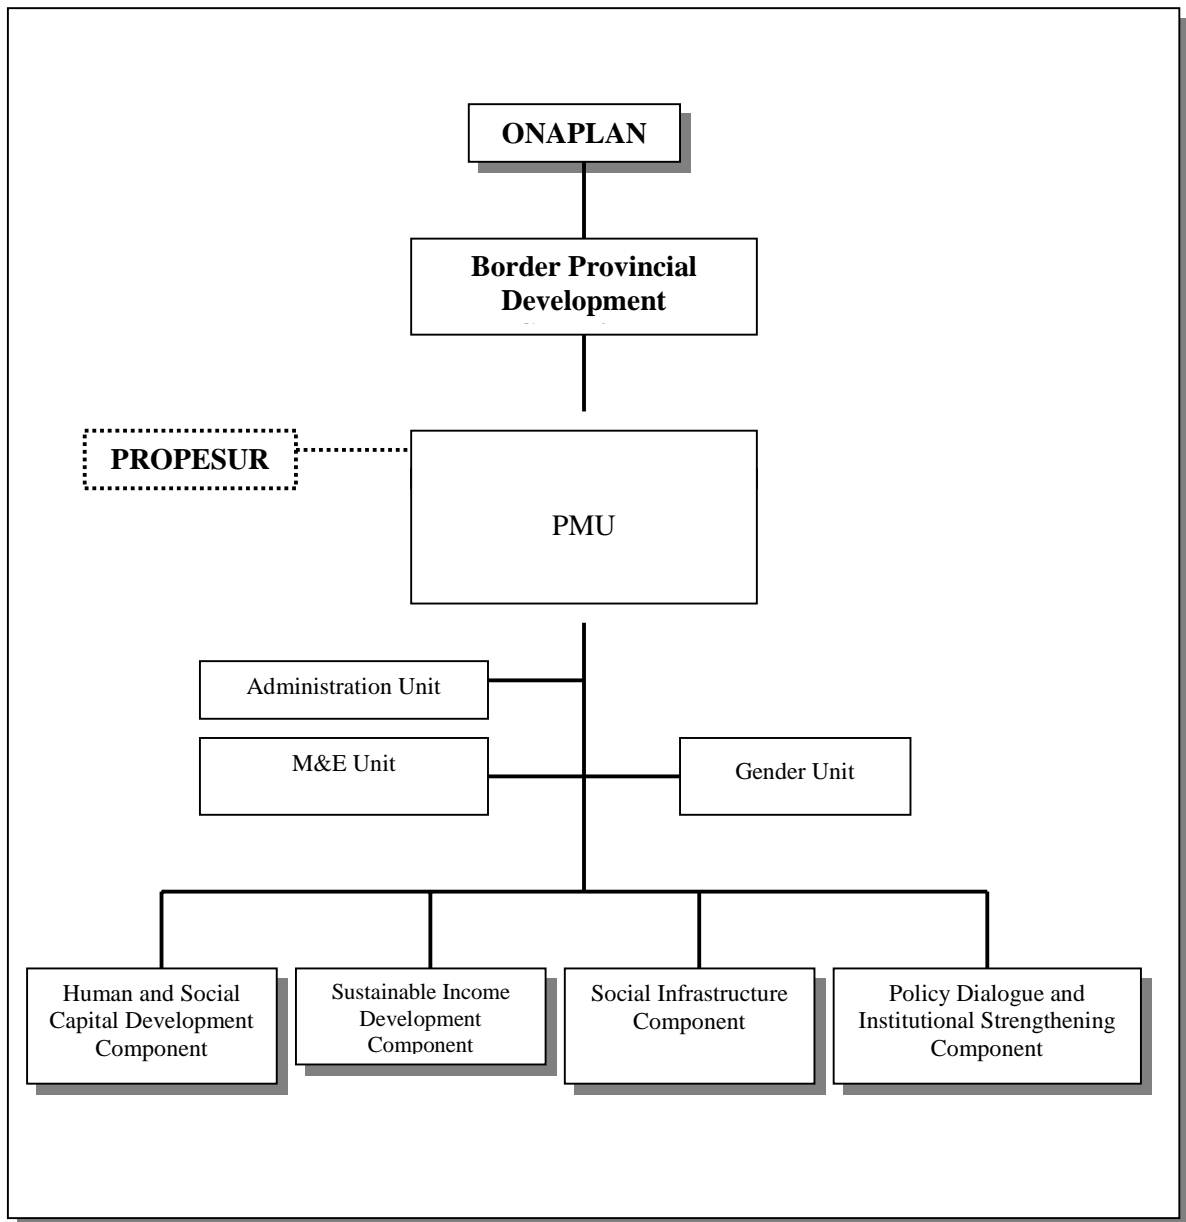 ONAPLAN
Border Provincial
Development
PROPESUR
PMU
Administration Unit
M&E Unit
Gender Unit
Human and Social
Capital Development
Component
Sustainable Income
Development
Component
Social Infrastructure
Component
Policy Dialogue and
Institutional Strengthening
Component